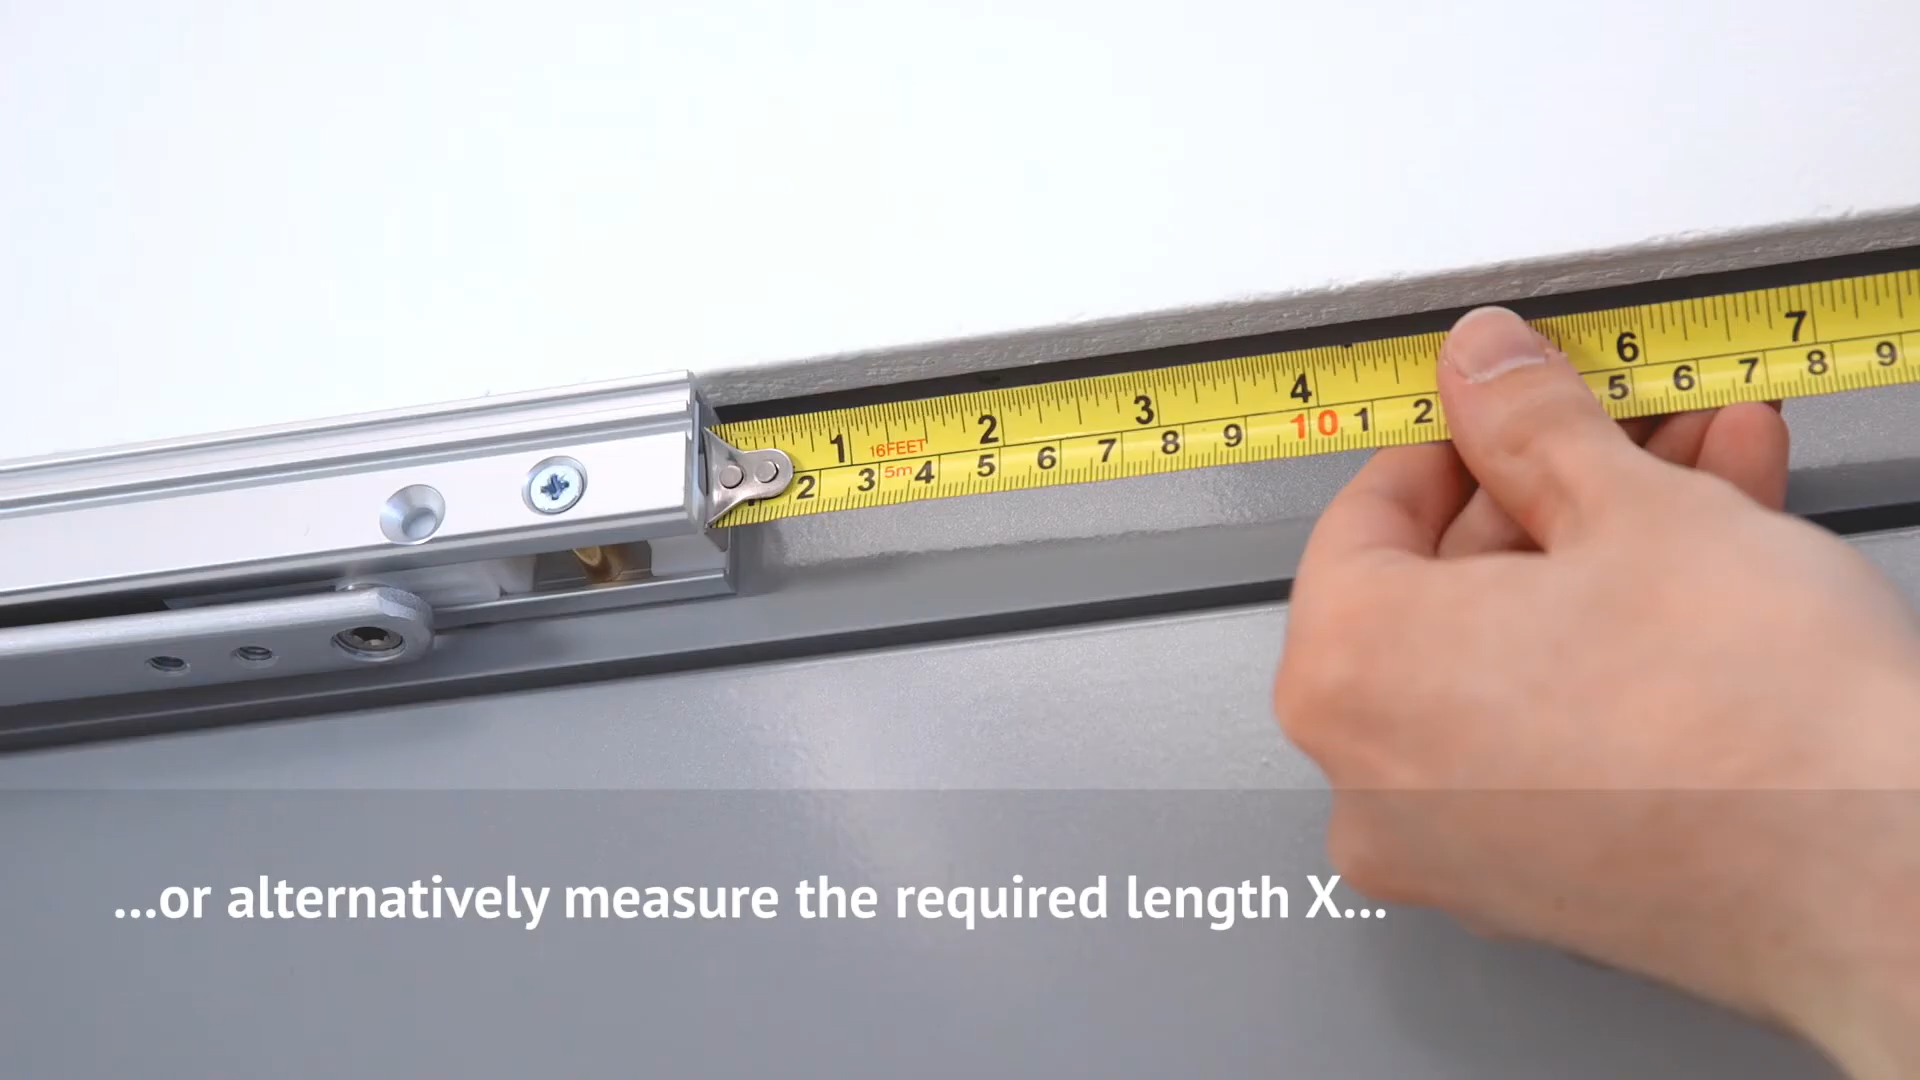 1 16FEET 2 3 4 6 7
2 3 5m 4 5 6 7 8 9 10 1 2 5 6 7 8 9
...or alternatively measure the required length X...